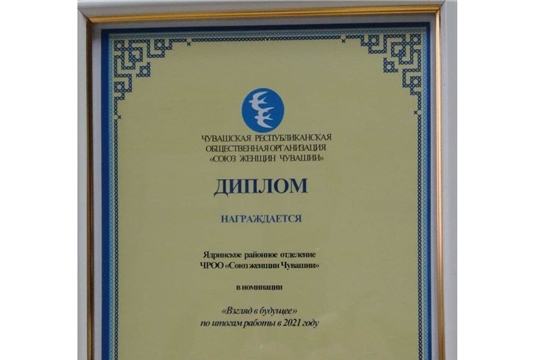 ЧУВАШСКАЯ РЕСПУБЛИКАНСКАЯ
ОБЩЕСТВЕННАЯ ОРГАНИЗАЦИЯ
«СОЮЗ ЖЕНЩИН ЧУВАШИИ»
ДИПЛОМ
НАГРАЖДАЕТСЯ
Ядринское районное отделение
ЧРОО «Союз женщин Чувашии»
в номинации
«Взгляд в будущее»
по итогам работы в 2021 году